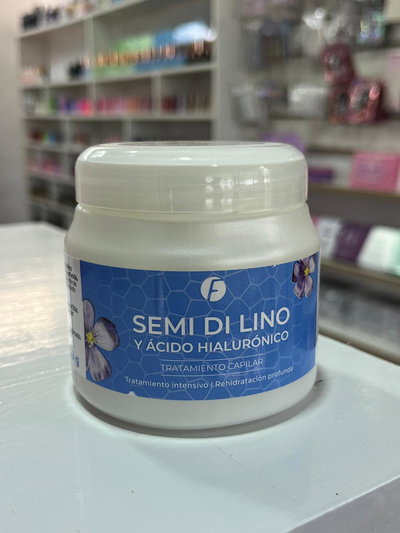 F
SEMI DI LINO
Y ÁCIDO HIALURÓNICO
TRATAMIENTO CAPILAR
Tratamiento intensivo | Rehidratación profunda